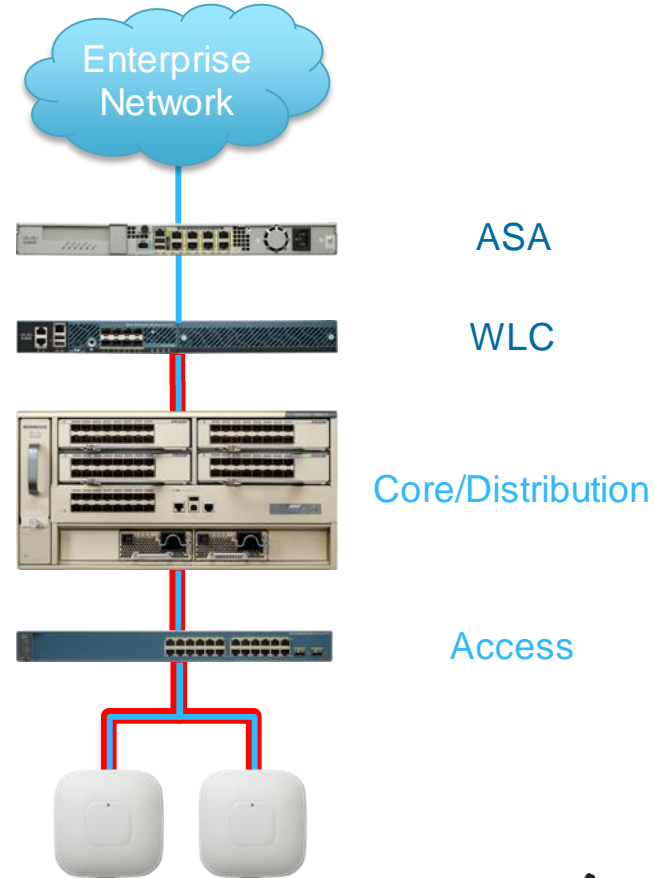 Enterprise
Network
ASA
WLC
Core/Distribution
Access